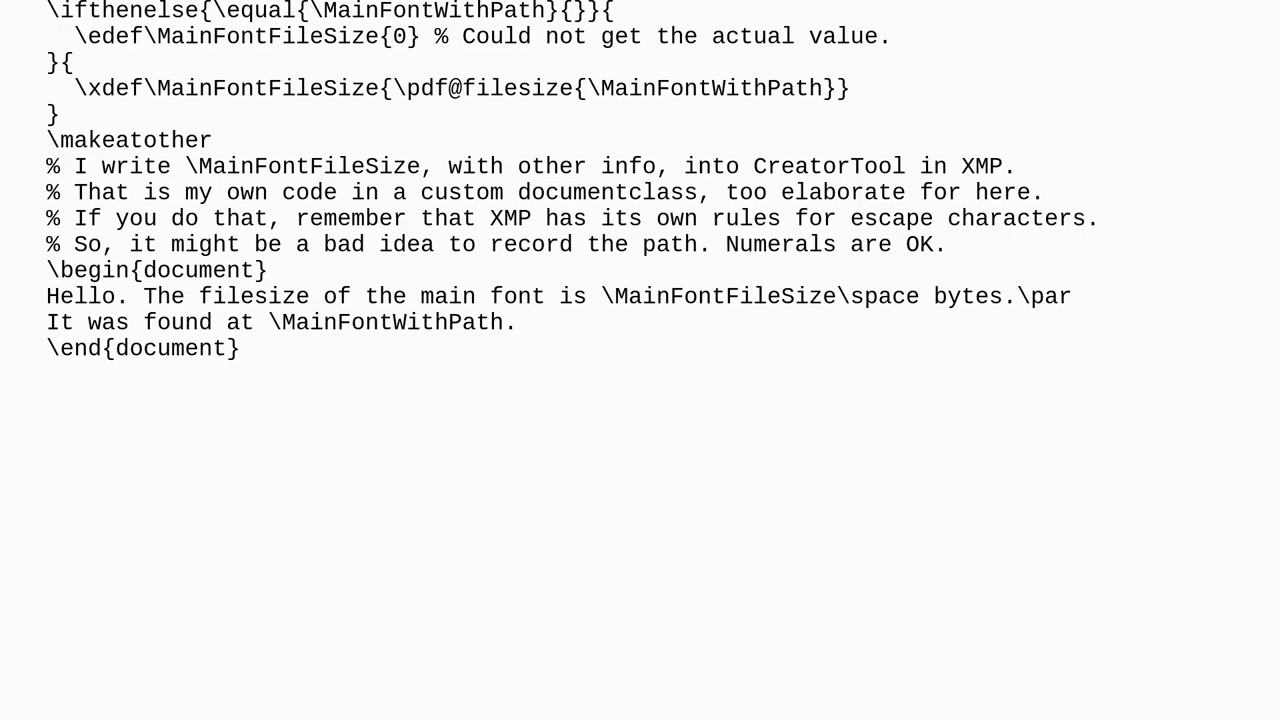 \ifthenelse{\equal{\MainFontWithPath}{}}{
  \edef\MainFontFileSize{0} % Could not get the actual value.
}{
  \xdef\MainFontFileSize{\pdf@filesize{\MainFontWithPath}}
}
\makeatother
% I write \MainFontFileSize, with other info, into CreatorTool in XMP.
% That is my own code in a custom documentclass, too elaborate for here.
% If you do that, remember that XMP has its own rules for escape characters.
% So, it might be a bad idea to record the path. Numerals are OK.
\begin{document}
Hello. The filesize of the main font is \MainFontFileSize\space bytes.\par
It was found at \MainFontWithPath.
\end{document}